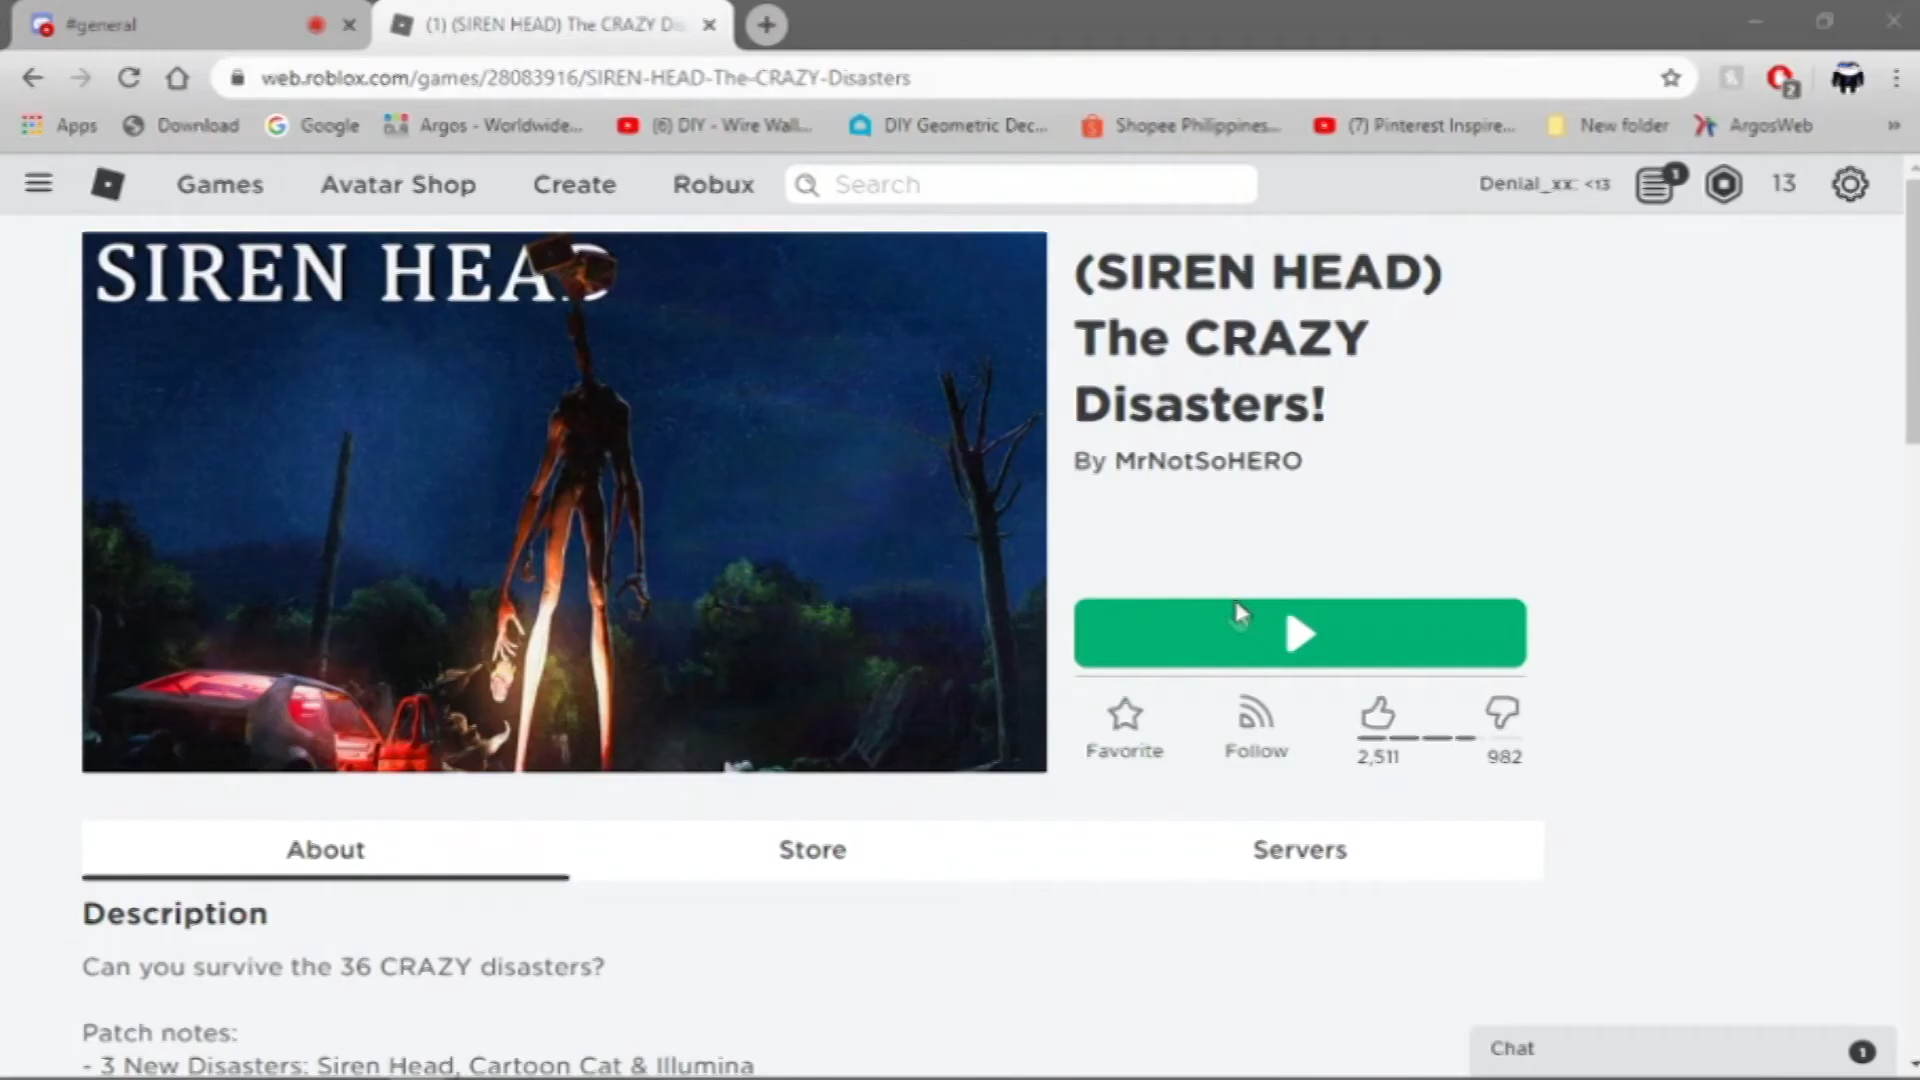 #general
(1) (SIREN HEAD) The CRAZY Dis
web.roblox.com/games/28083916/SIREN-HEAD-The-CRAZY-Disasters
2
Apps Download Google Argos - Worldwide... (6) DIY - Wire Wall... DIY Geometric Dec... Shopee Philippines... (7) Pinterest Inspire... New folder ArgosWeb »
Games Avatar Shop Create Robux Search Denial_xx: <13 1 13
SIREN HEAD
(SIREN HEAD)
The CRAZY
Disasters!
By MrNotSoHERO
Favorite Follow 2,511 982
About Store Servers
Description
Can you survive the 36 CRAZY disasters?
Patch notes:
- 3 New Disasters: Siren Head, Cartoon Cat & Illumina
Chat 1